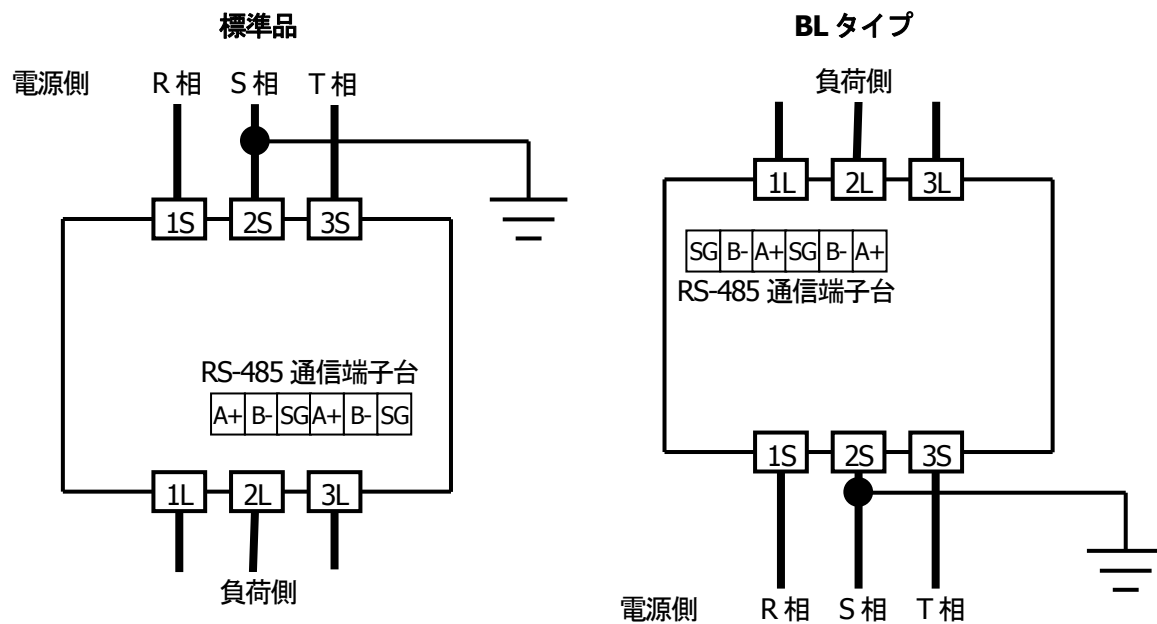 標準品
電源側 R 相 S 相 T 相
1S 2S 3S
RS-485 通信端子台
A+ B- SG A+ B- SG
1L 2L 3L
負荷側
BL タイプ
負荷側
1L 2L 3L
SG B- A+ SG B- A+
RS-485 通信端子台
1S 2S 3S
電源側 R 相 S 相 T 相